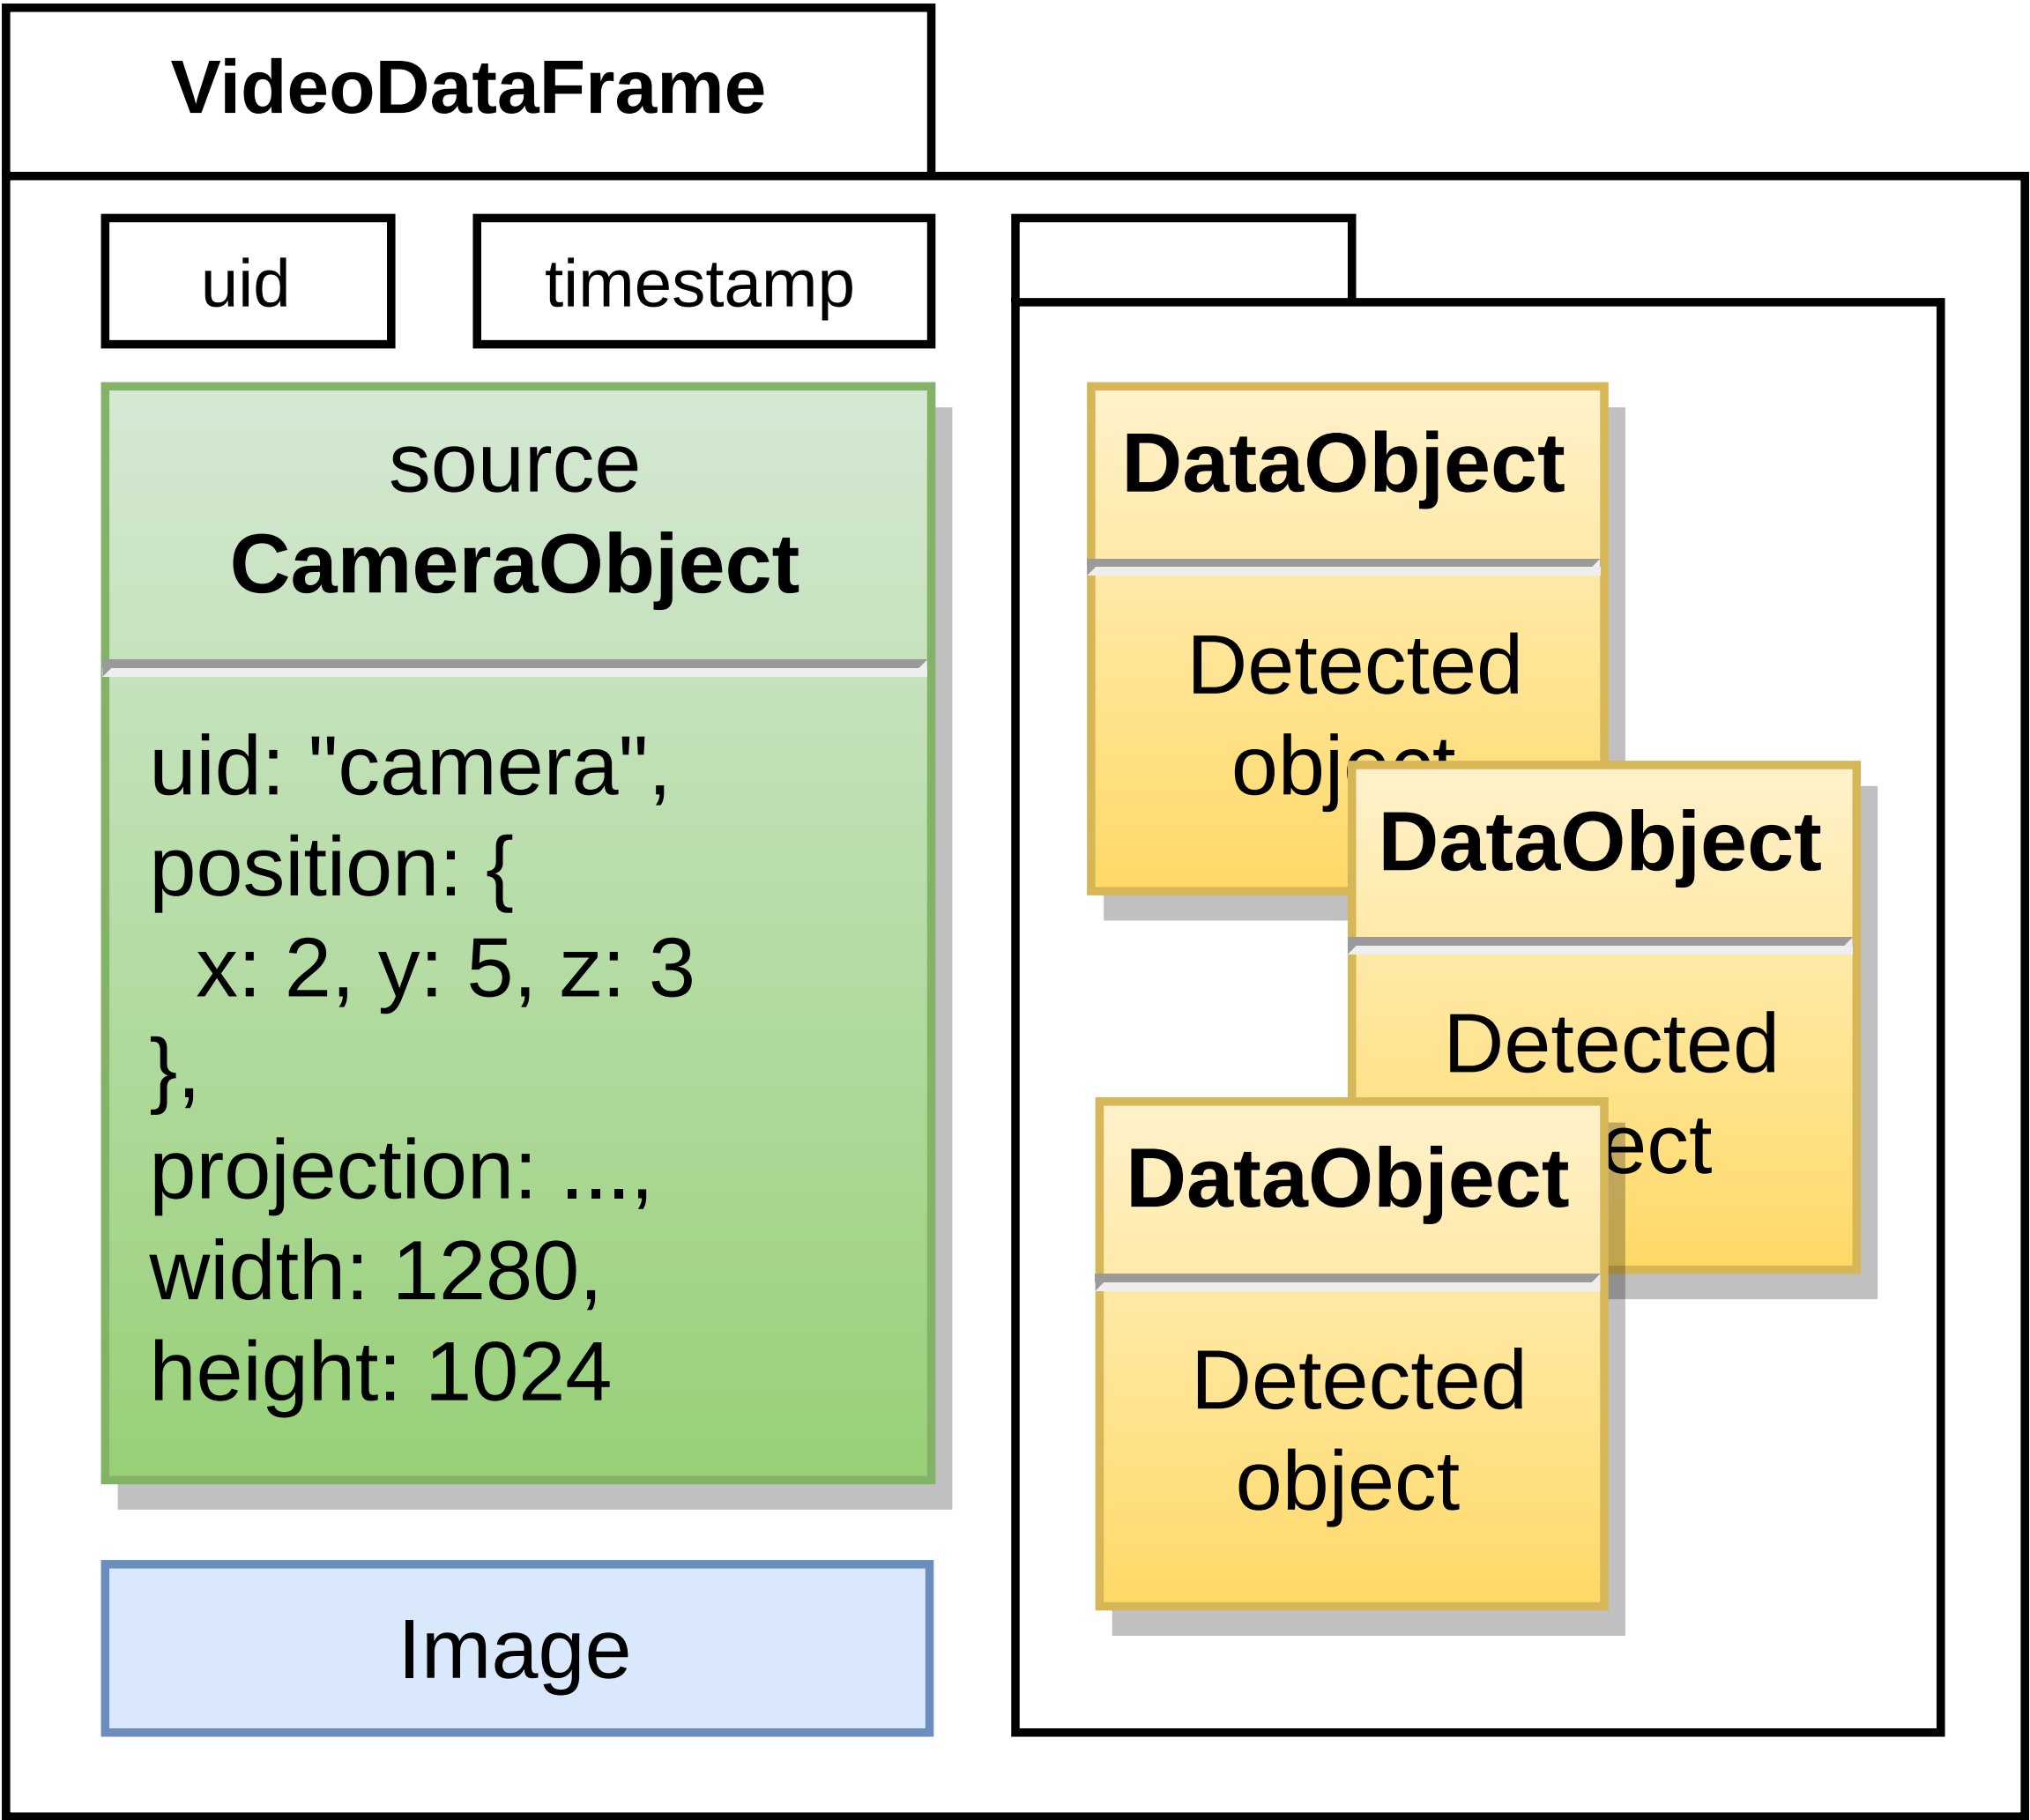 VideoDataFrame
uid
timestamp
source
CameraObject
uid: "camera",
position: {
x: 2, y: 5, z: 3
},
projection: ...,
width: 1280,
height: 1024
Image
DataObject
Detected
object
DataObject
Detected
DataObject
Detected
object